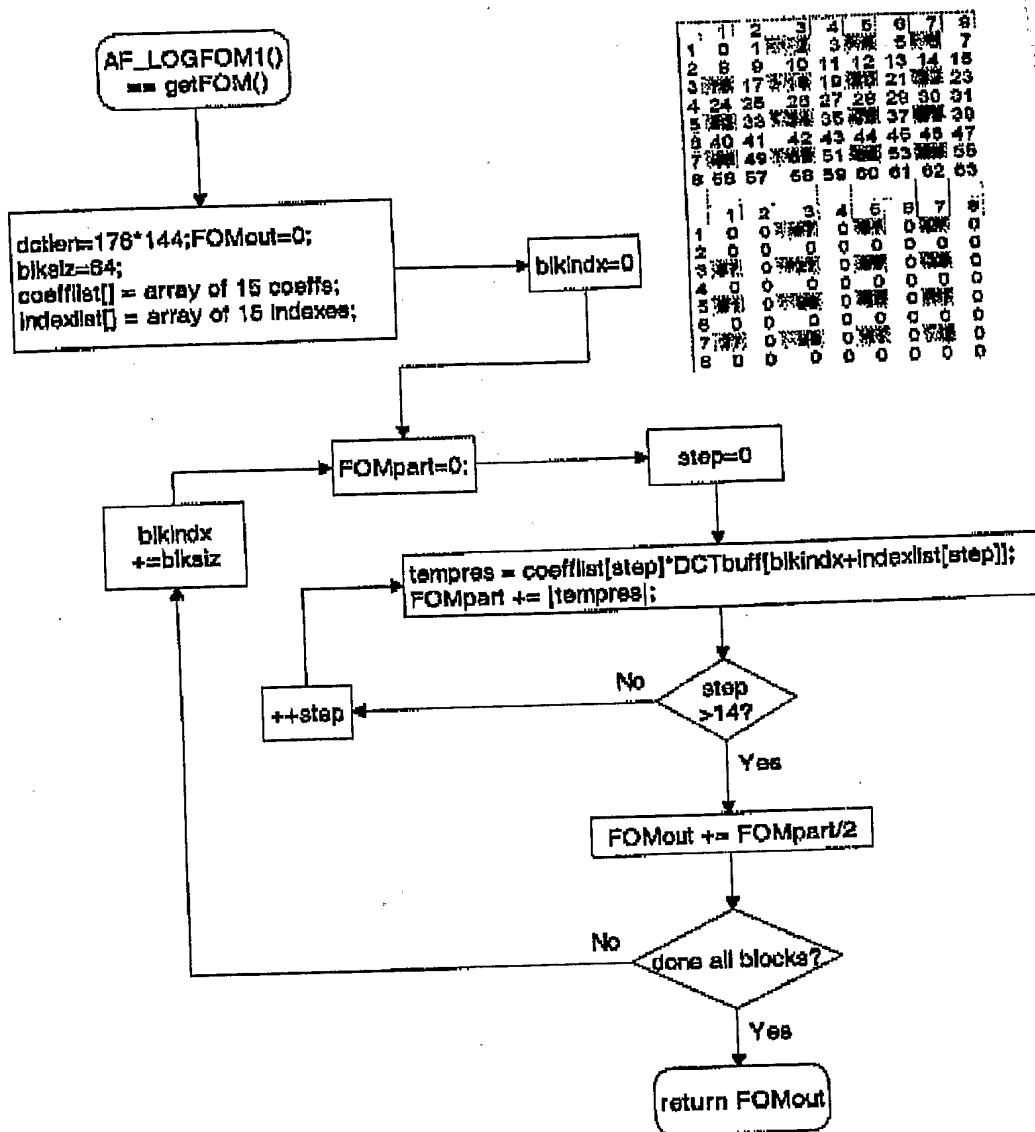 AF_LOGFOM1()
== getFOM()
dctlen=176*144;FOMout=0;
blksiz=64;
coefflist[] = array of 15 coeffs;
indexlist[] = array of 15 indexes;
blkindx=0
FOMpart=0;
step=0
blkindx
+=blksiz
tempres = coefflist[step]*DCTbuff[blkindx+indexlist[step]];
FOMpart += |tempres|;
++step
No
step
>14?
Yes
FOMout += FOMpart/2
No
done all blocks?
Yes
return FOMout
1 2 3 4 5 6 7 8
1 0 1 3 5 7
2 8 9 10 11 12 13 14 15
3 17 19 21 23
4 24 25 26 27 28 29 30 31
5 33 35 37 39
6 40 41 42 43 44 45 46 47
7 49 51 53 55
8 56 57 58 59 60 61 62 63
1 2 3 4 5 6 7 8
1 0 0 0 0 0
2 0 0 0 0 0 0 0 0
3 0 0 0 0
4 0 0 0 0 0 0 0 0
5 0 0 0 0
6 0 0 0 0 0 0 0 0
7 0 0 0 0
8 0 0 0 0 0 0 0 0